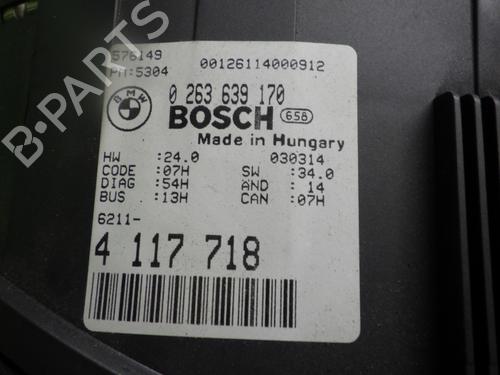 576149 00126114000912
PM:5304
BMW 0 263 639 170
BOSCH 658
Made in Hungary
HW :24.0 030314
CODE :07H SW :34.0
DIAG :54H AND : 14
BUS :13H CAN :07H
6211-
4 117 718
B-PARTS